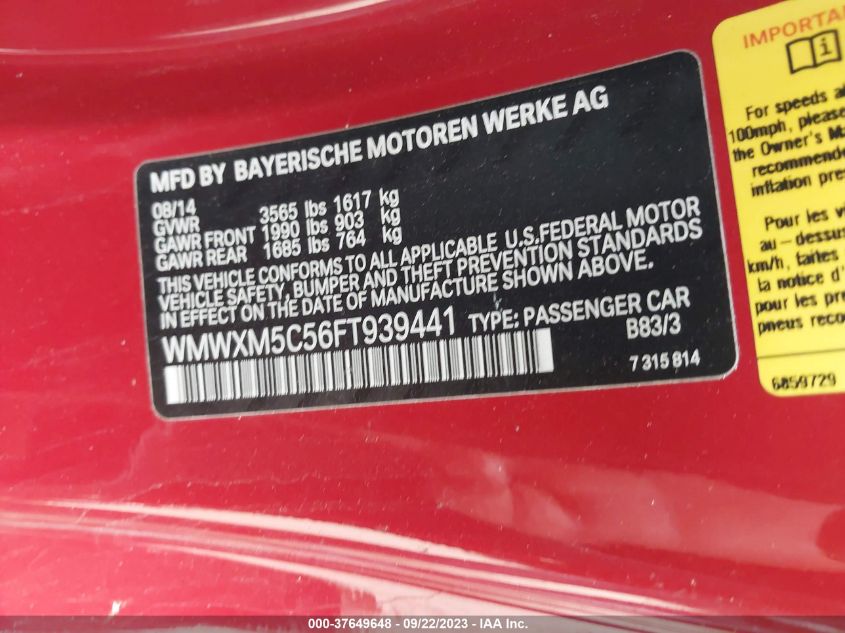 MFD BY BAYERISCHE MOTOREN WERKE AG
08/14
GVWR 3565 lbs 1617 kg
GAWR FRONT 1990 lbs 903 kg
GAWR REAR 1685 lbs 764 kg
THIS VEHICLE CONFORMS TO ALL APPLICABLE U.S.FEDERAL MOTOR
VEHICLE SAFETY, BUMPER AND THEFT PREVENTION STANDARDS
IN EFFECT ON THE DATE OF MANUFACTURE SHOWN ABOVE.
WMWXM5C56FT939441 TYPE: PASSENGER CAR
B83/3
7 315 814
IMPORTA
i
For speeds a
100mph, please
the Owner's Ma
recommende
inflation pre
Pour les v
au-dessus
km/h, faites
la notice d'
pour les
pneus reco
6859729
000-37649648 - 09/22/2023 - IAA Inc.